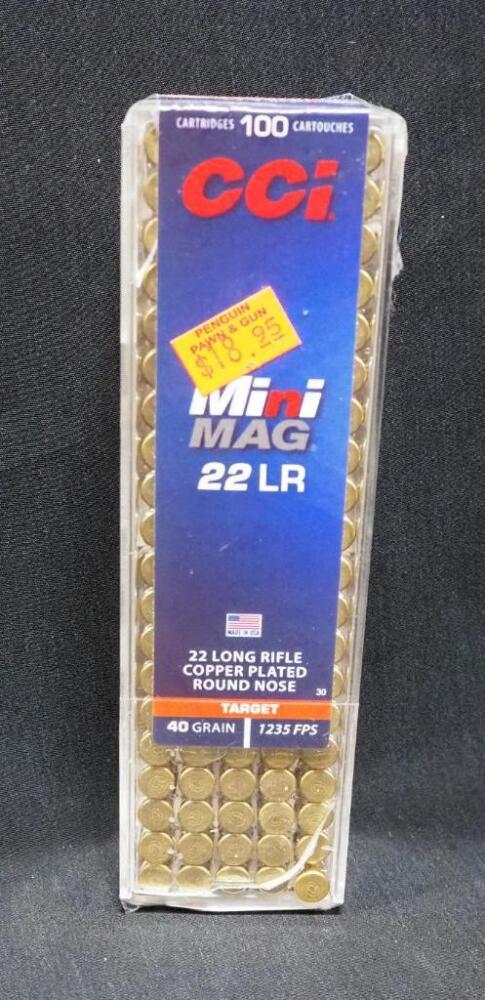 CARTRIDGES 100 CARTOUCHES
CCi
PENGUIN
PAWN & GUN
$18.25
Mini
MAG
22 LR
MADE IN USA
22 LONG RIFLE
COPPER PLATED
ROUND NOSE
30
TARGET
40 GRAIN 1235 FPS